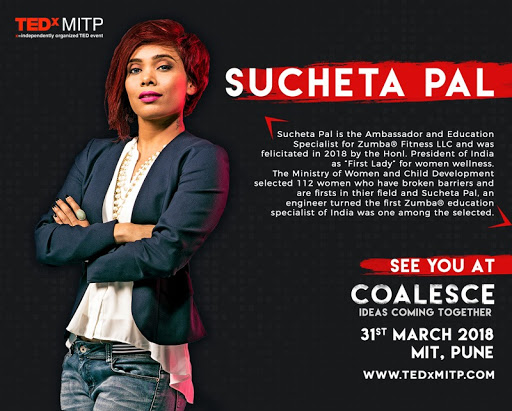 TEDxMITP
x=independently organized TED event
SUCHETA PAL
Sucheta Pal is the Ambassador and Education
Specialist for Zumba® Fitness LLC and was
felicitated in 2018 by the Honl. President of India
as "First Lady" for women wellness.
The Ministry of Women and Child Development
selected 112 women who have broken barriers and
are firsts in thier field and Sucheta Pal, an
engineer turned the first Zumba® education
specialist of India was one among the selected.
SEE YOU AT
COALESCE
IDEAS COMING TOGETHER
31ST MARCH 2018
MIT, PUNE
WWW.TEDxMITP.COM